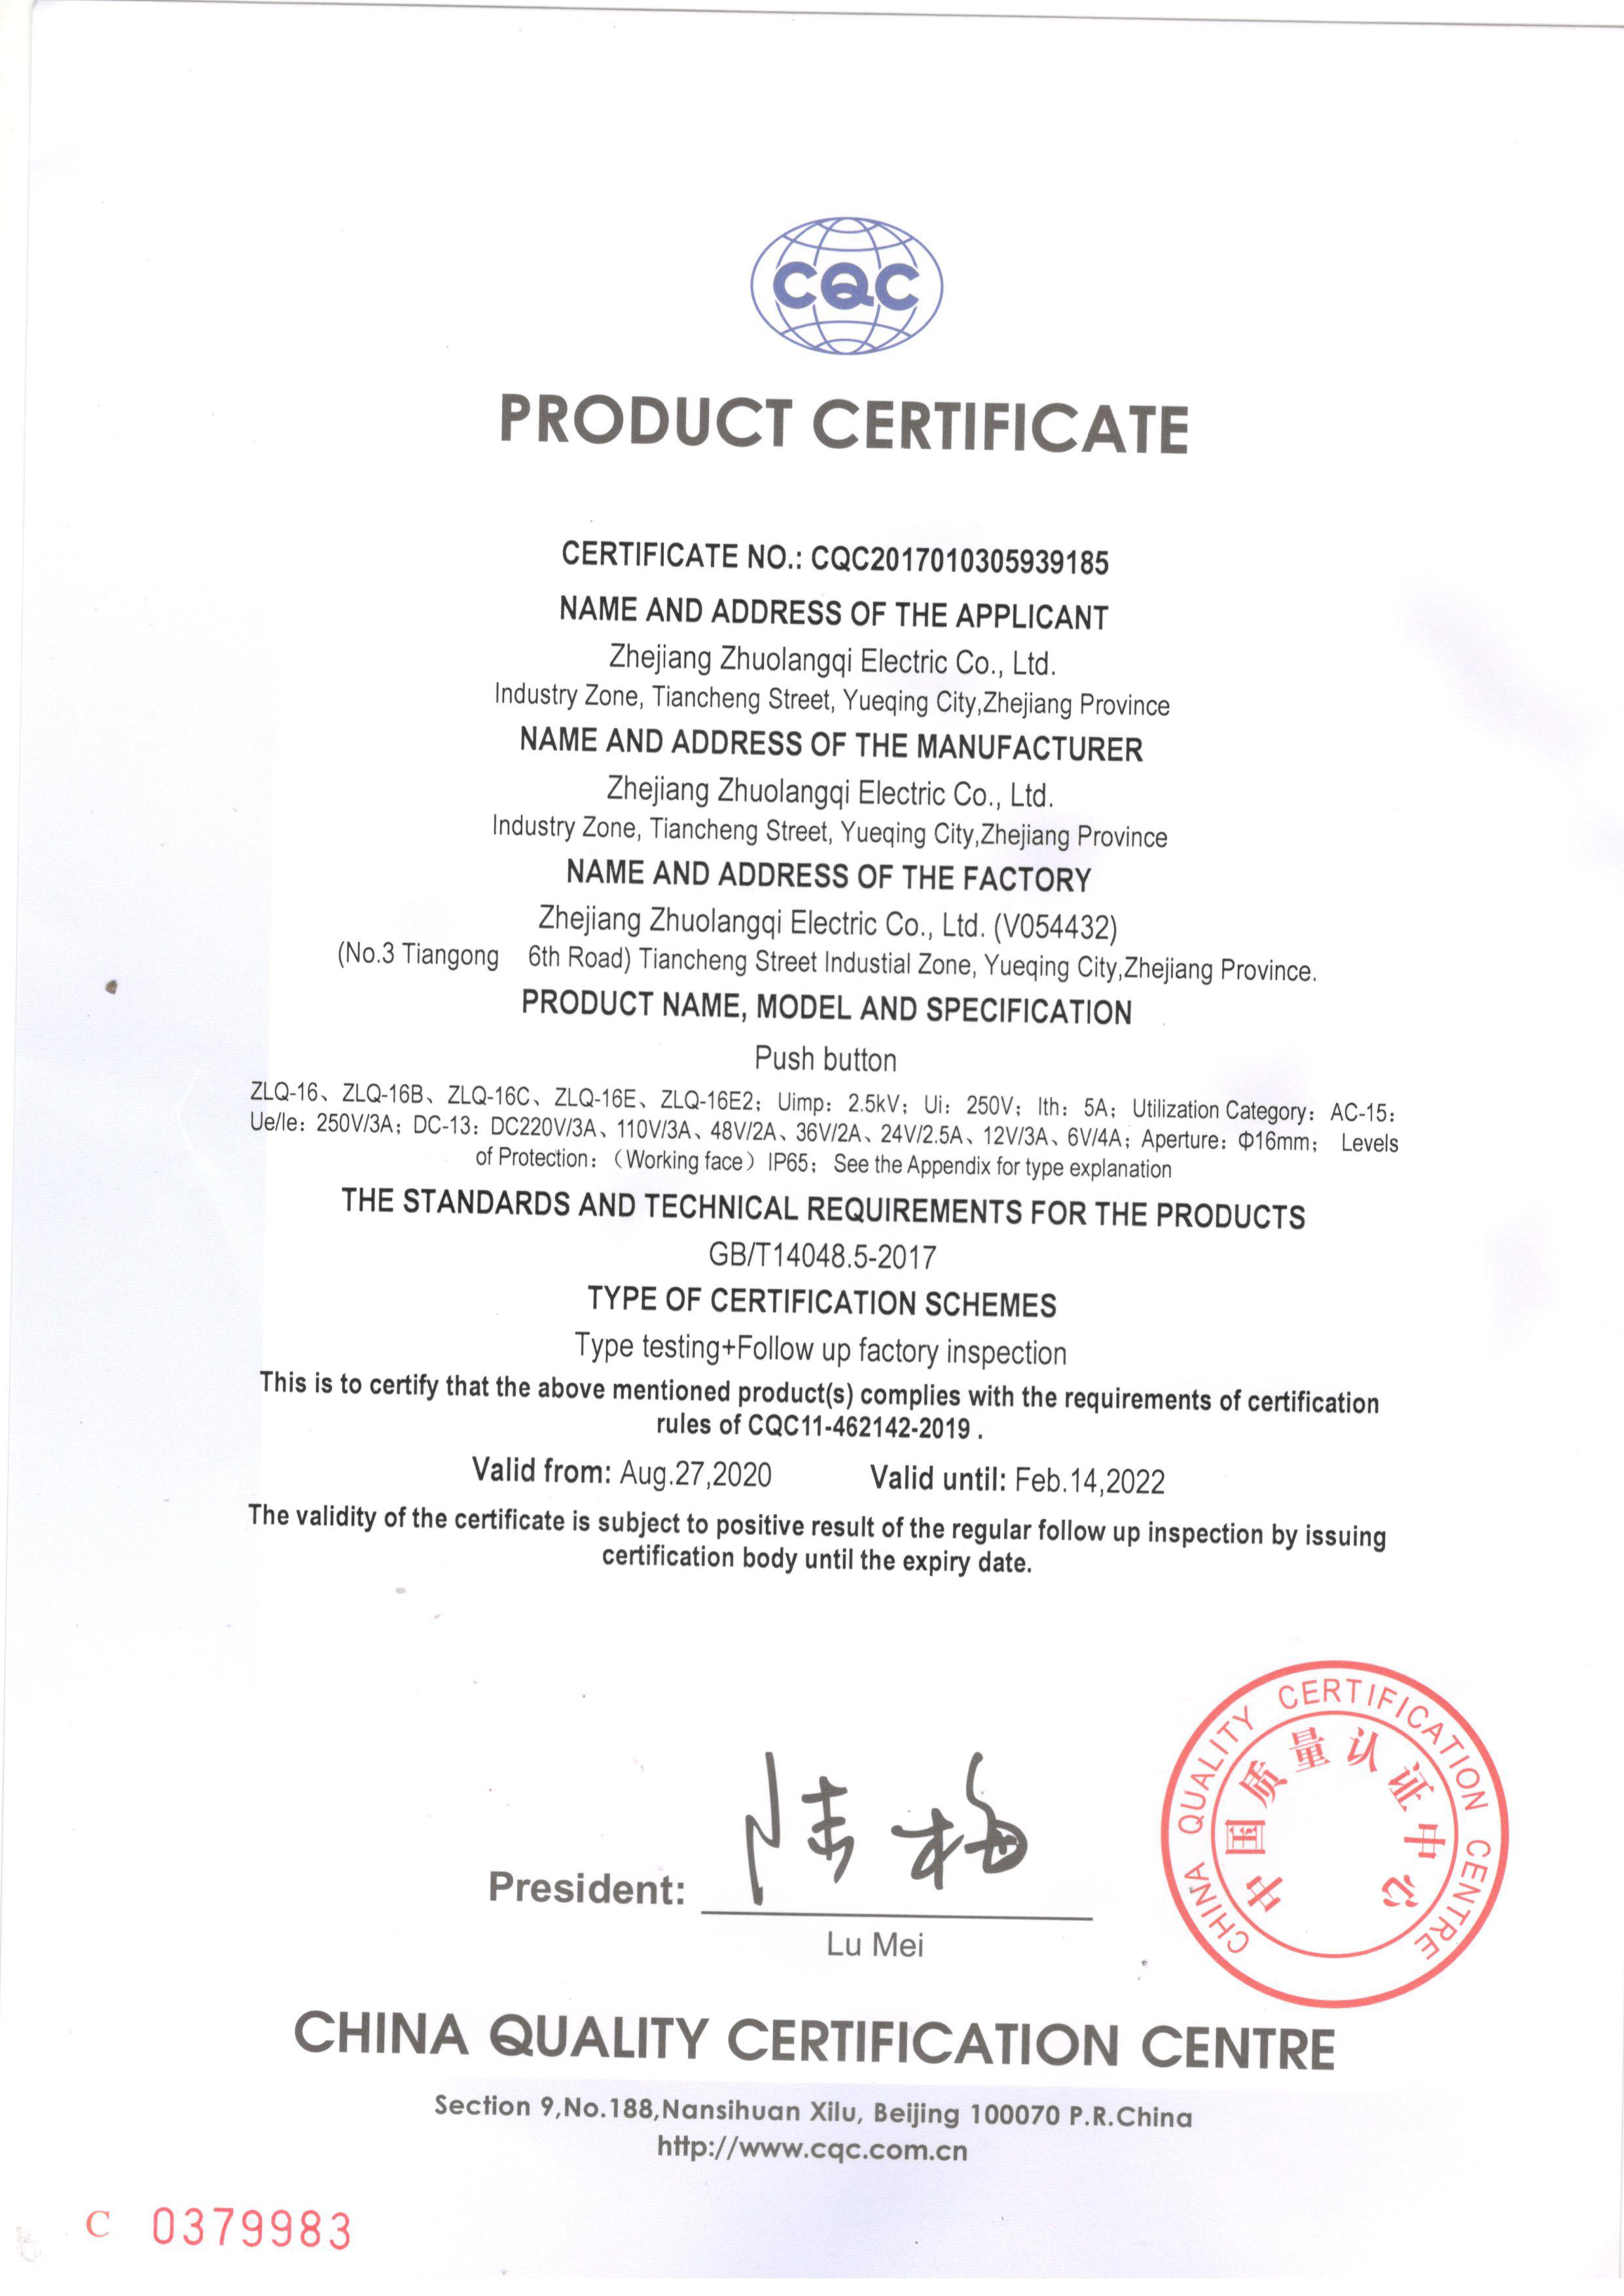 CQC
PRODUCT CERTIFICATE
CERTIFICATE NO.: CQC2017010305939185
NAME AND ADDRESS OF THE APPLICANT
Zhejiang Zhuolangqi Electric Co., Ltd.
Industry Zone, Tiancheng Street, Yueqing City,Zhejiang Province
NAME AND ADDRESS OF THE MANUFACTURER
Zhejiang Zhuolangqi Electric Co., Ltd.
Industry Zone, Tiancheng Street, Yueqing City,Zhejiang Province
NAME AND ADDRESS OF THE FACTORY
Zhejiang Zhuolangqi Electric Co., Ltd. (V054432)
(No.3 Tiangong 6th Road) Tiancheng Street Industial Zone, Yueqing City,Zhejiang Province.
PRODUCT NAME, MODEL AND SPECIFICATION
Push button
ZLQ-16、ZLQ-16B、ZLQ-16C、ZLQ-16E、ZLQ-16E2；Uimp：2.5kV；Ui：250V；Ith：5A；Utilization Category：AC-15：
Ue/Ie：250V/3A；DC-13：DC220V/3A、110V/3A、48V/2A、36V/2A、24V/2.5A、12V/3A、6V/4A；Aperture：Φ16mm； Levels
of Protection：（Working face）IP65； See the Appendix for type explanation
THE STANDARDS AND TECHNICAL REQUIREMENTS FOR THE PRODUCTS
GB/T14048.5-2017
TYPE OF CERTIFICATION SCHEMES
Type testing+Follow up factory inspection
This is to certify that the above mentioned product(s) complies with the requirements of certification
rules of CQC11-462142-2019 .
Valid from: Aug.27,2020 Valid until: Feb.14,2022
The validity of the certificate is subject to positive result of the regular follow up inspection by issuing
certification body until the expiry date.
President: 陆梅
Lu Mei
CHINA QUALITY CERTIFICATION CENTRE
中国质量认证中心
CHINA QUALITY CERTIFICATION CENTRE
Section 9,No.188,Nansihuan Xilu, Beijing 100070 P.R.China
http://www.cqc.com.cn
C 0379983